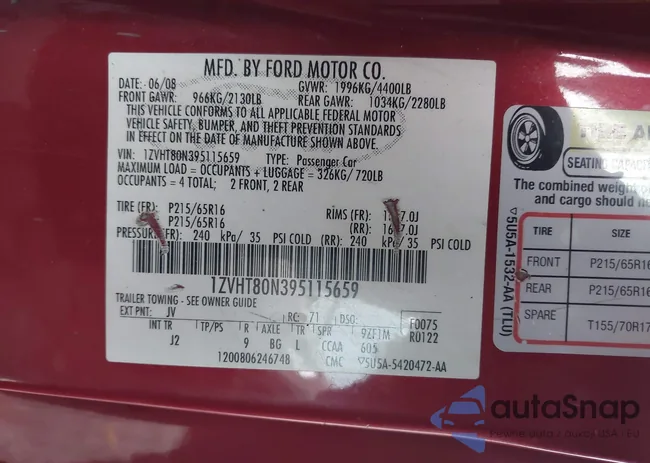 MFD. BY FORD MOTOR CO.
DATE: 06/08 GVWR: 1996KG/4400LB
FRONT GAWR: 966KG/2130LB REAR GAWR: 1034KG/2280LB
THIS VEHICLE CONFORMS TO ALL APPLICABLE FEDERAL MOTOR
VEHICLE SAFETY, BUMPER, AND THEFT PREVENTION STANDARDS
IN EFFECT ON THE DATE OF MANUFACTURE SHOWN ABOVE.
VIN: 1ZVHT80N395115659 TYPE: Passenger Car
MAXIMUM LOAD = OCCUPANTS + LUGGAGE = 326KG/720LB
OCCUPANTS = 4 TOTAL; 2 FRONT, 2 REAR
TIRE (FR): P215/65R16 RIMS (FR):
P215/65R16 (RR):
PRESSURE (FR): 240 kPa/ 35 PSI COLD (RR): 240 kPa/ 35 PSI COLD
1ZVHT80N395115659
TRAILER TOWING - SEE OWNER GUIDE
EXT PNT: JV RC: 71 DSO: F0075
INT TR TP/PS R AXLE TR SPR 9ZF1M R0122
J2 9 BG L CCAA 605
1200806246748 CMC ▽5U5A-5420472-AA
SEATING CAPACITY
The combined weight
and cargo should
TIRE SIZE
FRONT P215/65R16
REAR P215/65R16
SPARE T155/70R17
▽5U5A-1532-AA (TLU)
autoSnap